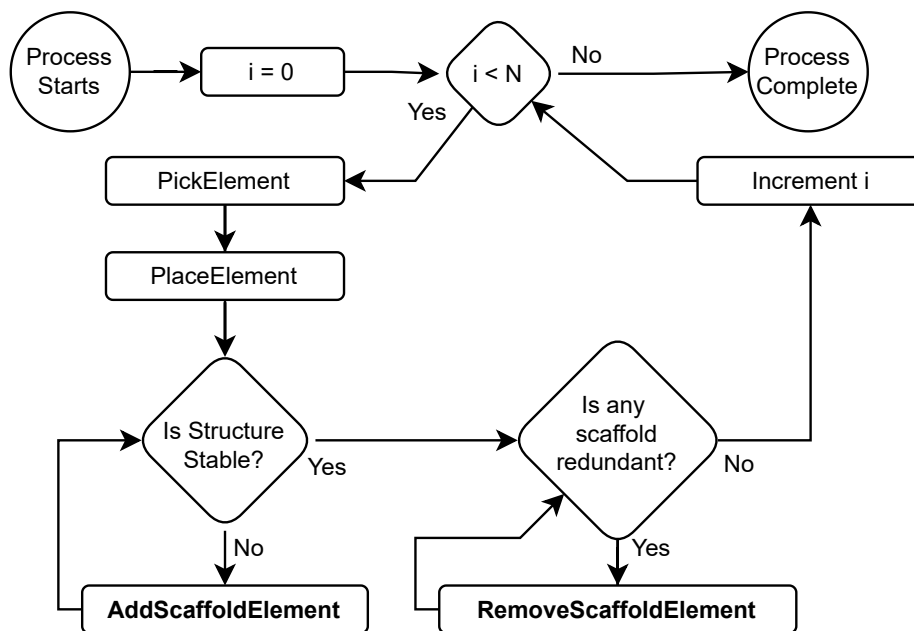 Process
Starts
i = 0
i < N
No
Process
Complete
Yes
PickElement
Increment i
PlaceElement
Is Structure
Stable?
Yes
Is any
scaffold
redundant?
No
No
Yes
AddScaffoldElement
RemoveScaffoldElement